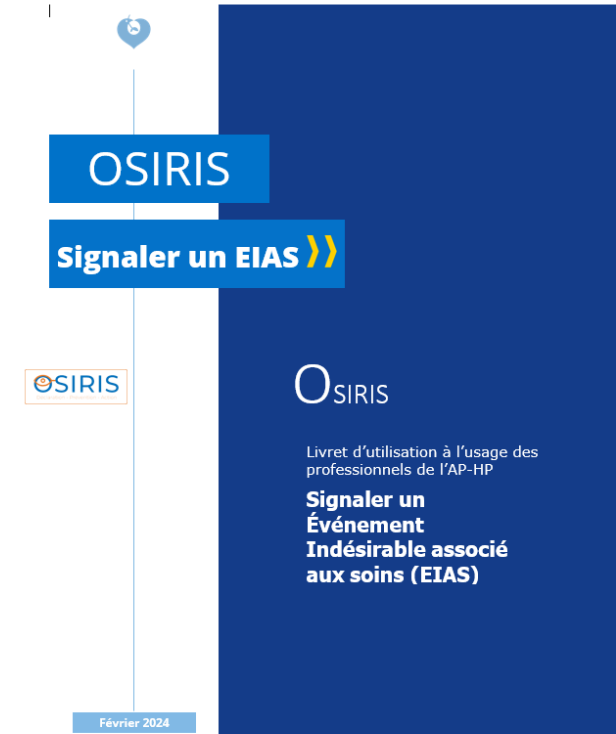 OSIRIS
Signaler un EIAS
OSIRIS
OSIRIS
Livret d’utilisation à l’usage des
professionnels de l’AP-HP
Signaler un
Événement
Indésirable associé
aux soins (EIAS)
Février 2024